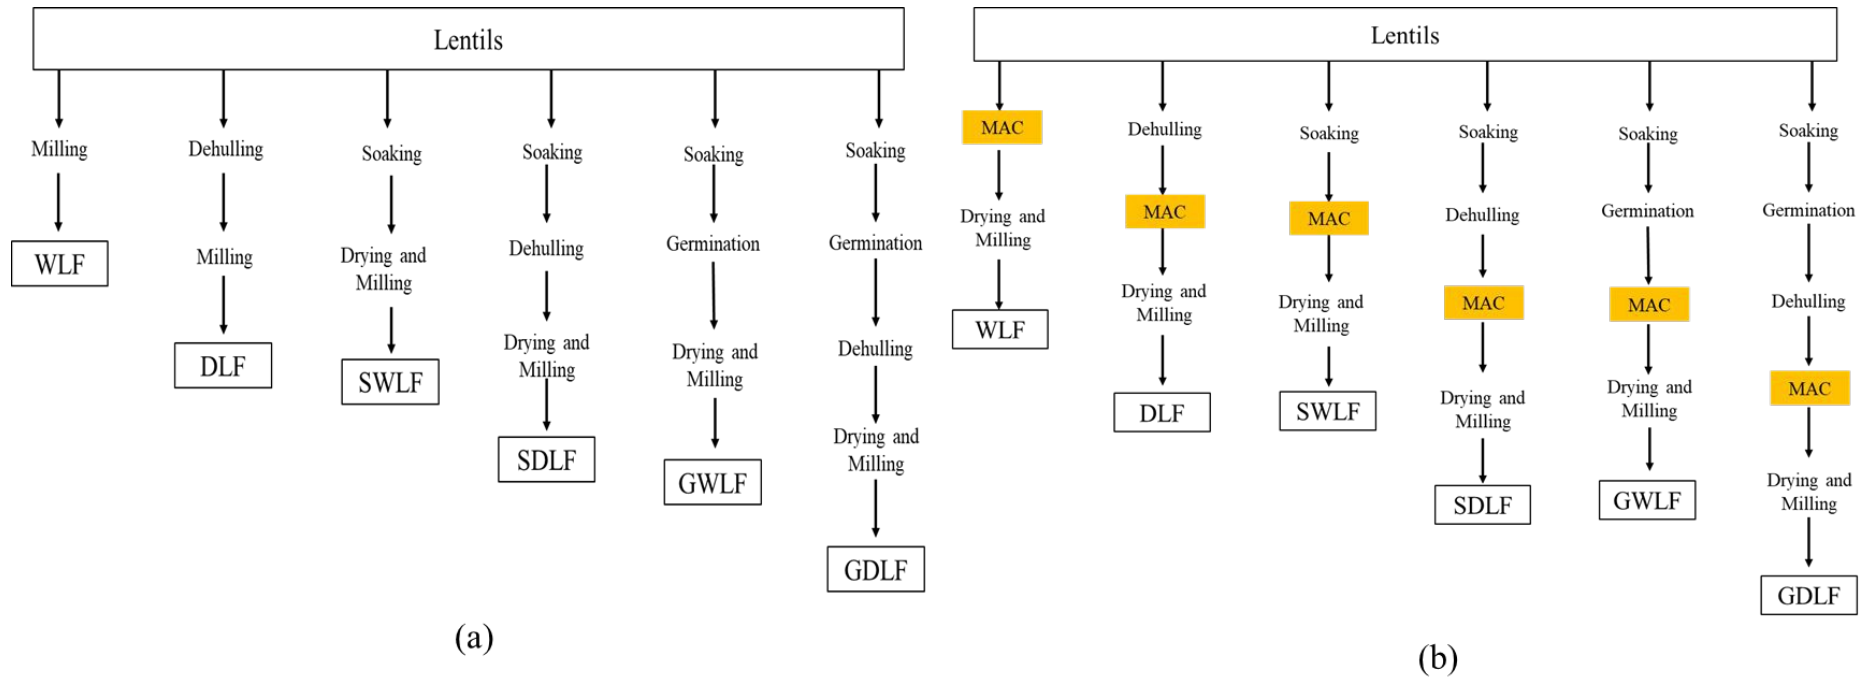 Lentils
Milling
WLF
Dehulling
Milling
DLF
Soaking
Drying and
Milling
SWLF
Soaking
Dehulling
Drying and
Milling
SDLF
Soaking
Germination
Drying and
Milling
GWLF
Soaking
Germination
Dehulling
Drying and
Milling
GDLF
(a)
Lentils
MAC
Drying and
Milling
WLF
Dehulling
MAC
Drying and
Milling
DLF
Soaking
MAC
Drying and
Milling
SWLF
Soaking
Dehulling
MAC
Drying and
Milling
SDLF
Soaking
Germination
MAC
Drying and
Milling
GWLF
Soaking
Germination
Dehulling
MAC
Drying and
Milling
GDLF
(b)